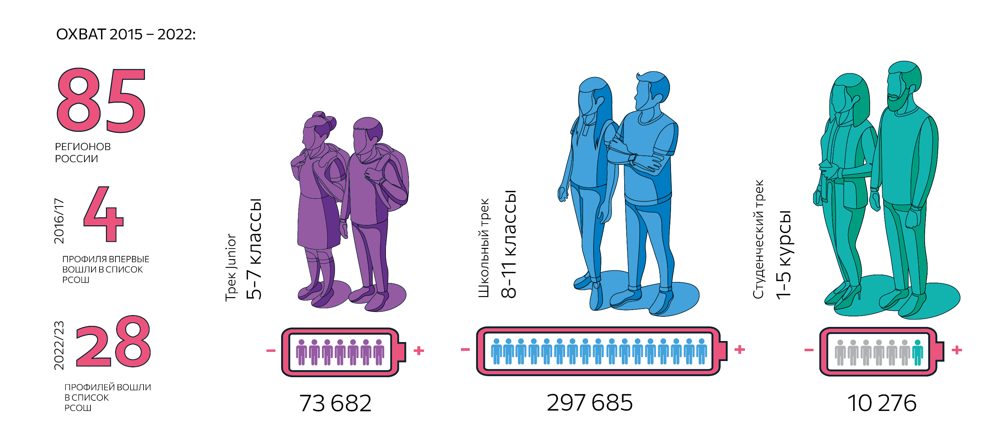 ОХВАТ 2015 – 2022:
85
РЕГИОНОВ
РОССИИ
2016/17
4
ПРОФИЛЯ ВПЕРВЫЕ
ВОШЛИ В СПИСОК
РСОШ
2022/23
28
ПРОФИЛЕЙ ВОШЛИ
В СПИСОК
РСОШ
Трек Junior
5-7 классы
– +
73 682
Школьный трек
8-11 классы
– +
297 685
Студенческий трек
1-5 курсы
– +
10 276